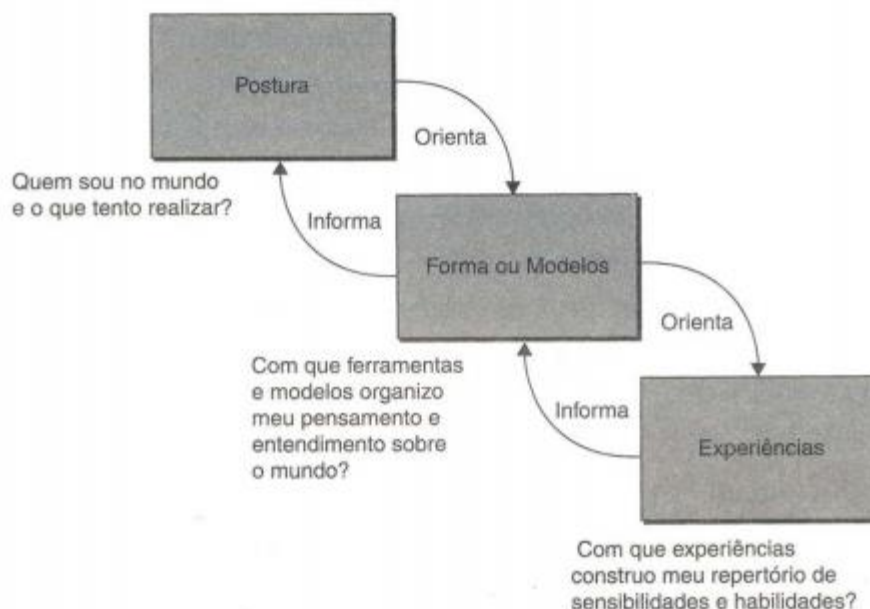 Postura
Orienta
Quem sou no mundo
e o que tento realizar?
Informa
Forma ou Modelos
Orienta
Com que ferramentas
e modelos organizo
meu pensamento e
entendimento sobre
o mundo?
Informa
Experiências
Com que experiências
construo meu repertório de
sensibilidades e habilidades?